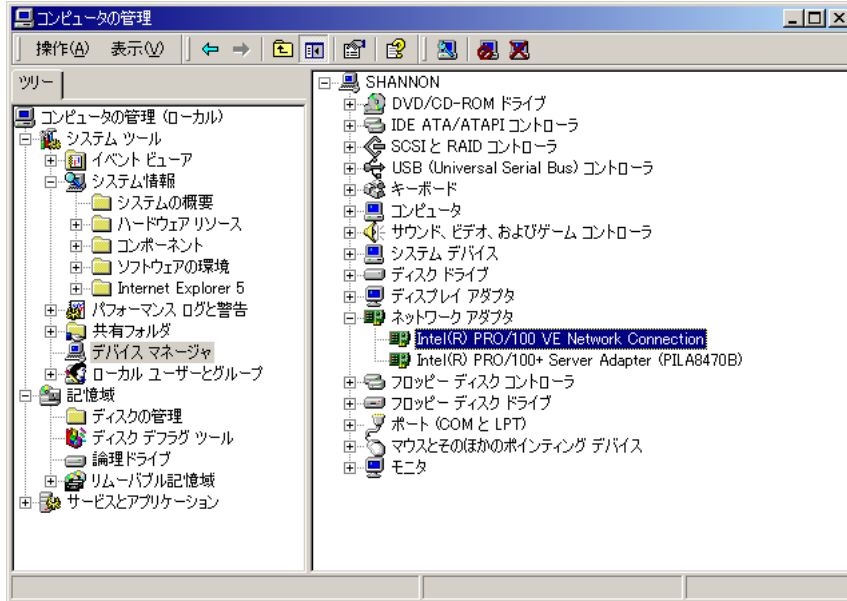 コンピュータの管理
操作(A) 表示(V)
ツリー
コンピュータの管理 (ローカル)
システム ツール
イベント ビューア
システム情報
システムの概要
ハードウェア リソース
コンポーネント
ソフトウェアの環境
Internet Explorer 5
パフォーマンス ログと警告
共有フォルダ
デバイス マネージャ
ローカル ユーザーとグループ
記憶域
ディスクの管理
ディスク デフラグ ツール
論理ドライブ
リムーバブル記憶域
サービスとアプリケーション
SHANNON
DVD/CD-ROM ドライブ
IDE ATA/ATAPI コントローラ
SCSI と RAID コントローラ
USB (Universal Serial Bus) コントローラ
キーボード
コンピュータ
サウンド、ビデオ、およびゲーム コントローラ
システム デバイス
ディスク ドライブ
ディスプレイ アダプタ
ネットワーク アダプタ
Intel(R) PRO/100 VE Network Connection
Intel(R) PRO/100+ Server Adapter (PILA8470B)
フロッピー ディスク コントローラ
フロッピー ディスク ドライブ
ポート (COM と LPT)
マウスとそのほかのポインティング デバイス
モニタ